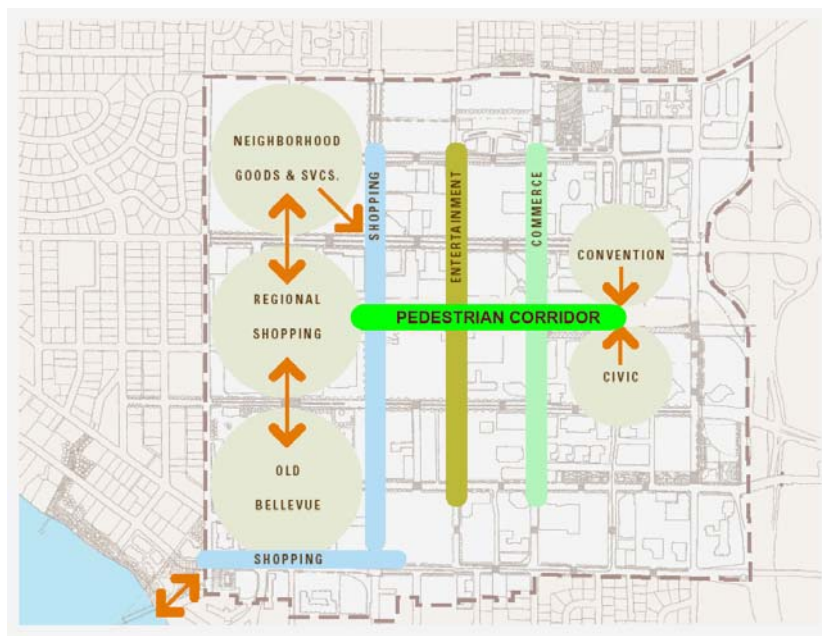 NEIGHBORHOOD
GOODS & SVCS.
SHOPPING
ENTERTAINMENT
COMMERCE
CONVENTION
REGIONAL
SHOPPING
PEDESTRIAN CORRIDOR
CIVIC
OLD
BELLEVUE
SHOPPING